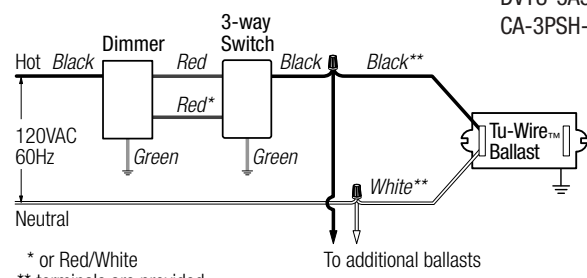 DVTU-5A3
CA-3PSH-
3-way
Switch
Dimmer
Hot Black Red Black Black**
Red*
120VAC
60Hz
Green Green
Tu-Wire™
Ballast
White**
Neutral
* or Red/White
To additional ballasts
** terminals are provided